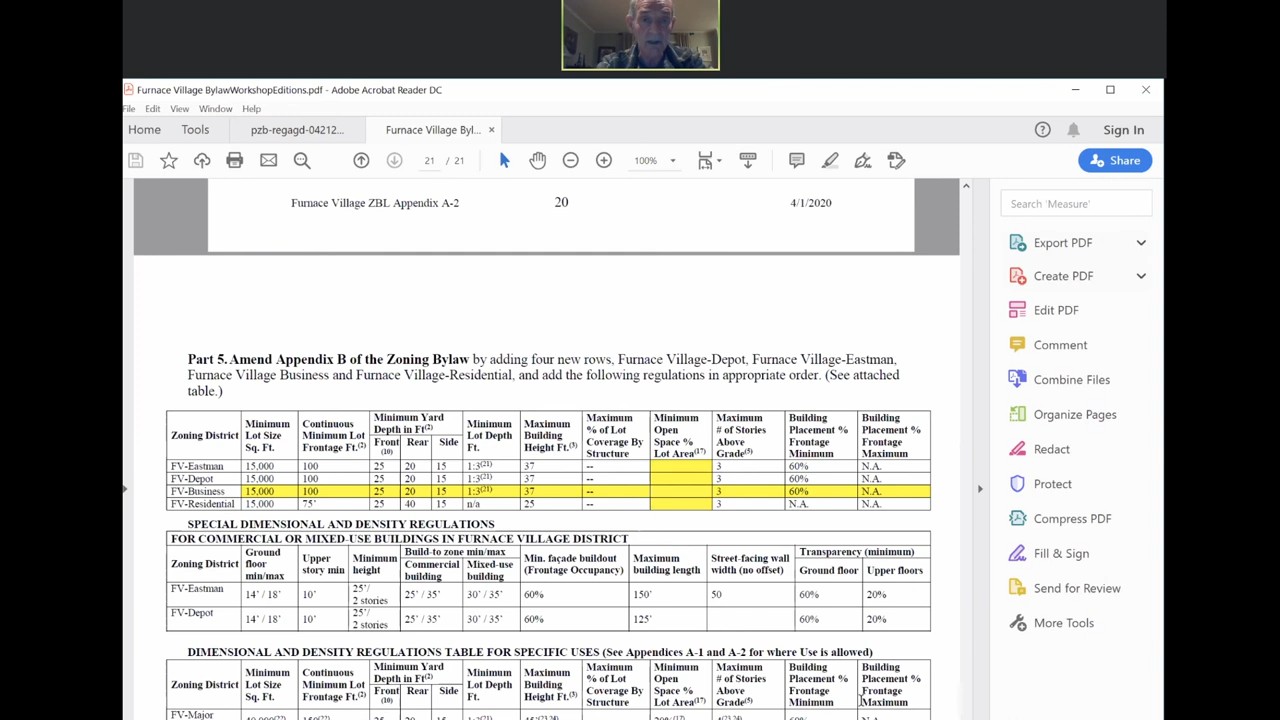 Furnace Village BylawWorkshopEditions.pdf - Adobe Acrobat Reader DC
File Edit View Window Help
Home Tools pzb-regagd-04212... Furnace Village Byl... × Sign In
21 / 21 100% Share
Furnace Village ZBL Appendix A-2 20 4/1/2020
Search 'Measure'
Export PDF
Create PDF
Edit PDF
Comment
Combine Files
Organize Pages
Redact
Protect
Compress PDF
Fill & Sign
Send for Review
More Tools
Part 5. Amend Appendix B of the Zoning Bylaw by adding four new rows, Furnace Village-Depot, Furnace Village-Eastman,
Furnace Village Business and Furnace Village-Residential, and add the following regulations in appropriate order. (See attached
table.)
Zoning District Minimum Lot Size Sq. Ft. Continuous Minimum Lot Frontage Ft.(2) Minimum Yard Depth in Ft(2) Front (10) Rear Side Minimum Lot Depth Ft. Maximum Building Height Ft.(3) Maximum % of Lot Coverage By Structure Minimum Open Space % Lot Area(17) Maximum # of Stories Above Grade(5) Building Placement % Frontage Minimum Building Placement % Frontage Maximum
FV-Eastman 15,000 100 25 20 15 1:3(21) 37 -- 3 60% N.A.
FV-Depot 15,000 100 25 20 15 1:3(21) 37 -- 3 60% N.A.
FV-Business 15,000 100 25 20 15 1:3(21) 37 -- 3 60% N.A.
FV-Residential 15,000 75' 25 40 15 n/a 25 -- 3 N.A. N.A.
SPECIAL DIMENSIONAL AND DENSITY REGULATIONS
FOR COMMERCIAL OR MIXED-USE BUILDINGS IN FURNACE VILLAGE DISTRICT
Zoning District Ground floor min/max Upper story min Minimum height Build-to zone min/max Commercial building Mixed-use building Min. façade buildout (Frontage Occupancy) Maximum building length Street-facing wall width (no offset) Transparency (minimum) Ground floor Upper floors
FV-Eastman 14' / 18' 10' 25'/ 2 stories 25' / 35' 30' / 35' 60% 150' 50 60% 20%
FV-Depot 14' / 18' 10' 25'/ 2 stories 25' / 35' 30' / 35' 60% 125' 60% 20%
DIMENSIONAL AND DENSITY REGULATIONS TABLE FOR SPECIFIC USES (See Appendices A-1 and A-2 for where Use is allowed)
Zoning District Minimum Lot Size Sq. Ft. Continuous Minimum Lot Frontage Ft.(2) Minimum Yard Depth in Ft(2) Front (10) Rear Side Minimum Lot Depth Ft. Maximum Building Height Ft.(3) Maximum % of Lot Coverage By Structure Minimum Open Space % Lot Area(17) Maximum # of Stories Above Grade(5) Building Placement % Frontage Minimum Building Placement % Frontage Maximum
FV-Major